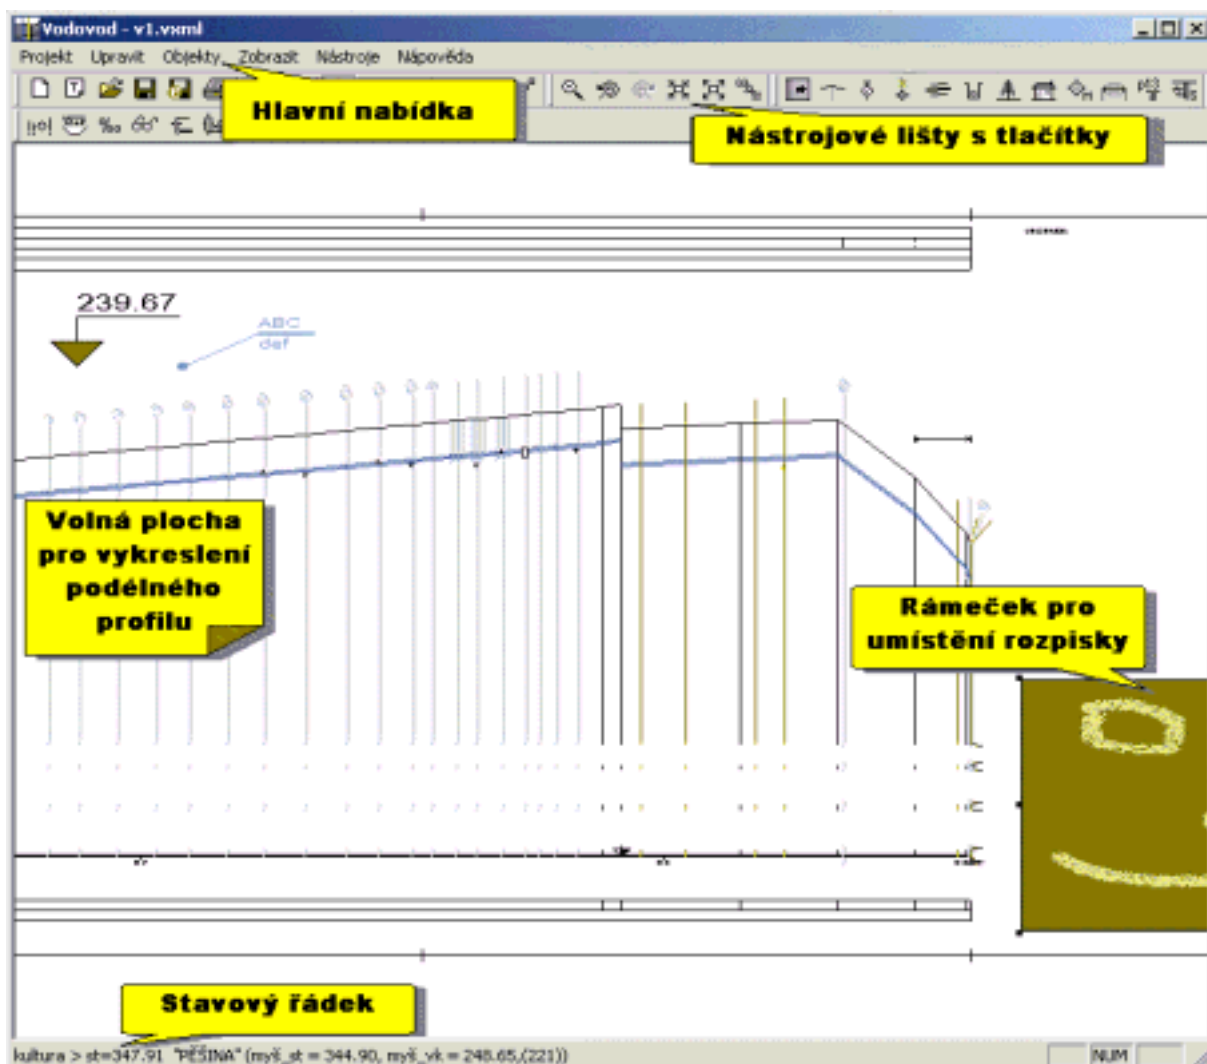 Vodovod - v1.vxml
Projekt Upravit Objekty Zobrazit Nástroje Nápověda
Hlavní nabídka
Nástrojové lišty s tlačítky
239.67
ABC
def
Volná plocha
pro vykreslení
podélného
profilu
Rámeček pro
umístění rozpisky
Stavový řádek
kultura > st=347.91 "PĚŠINA" (myš_st = 344.90, myš_vk = 248.65,(221))
NUM